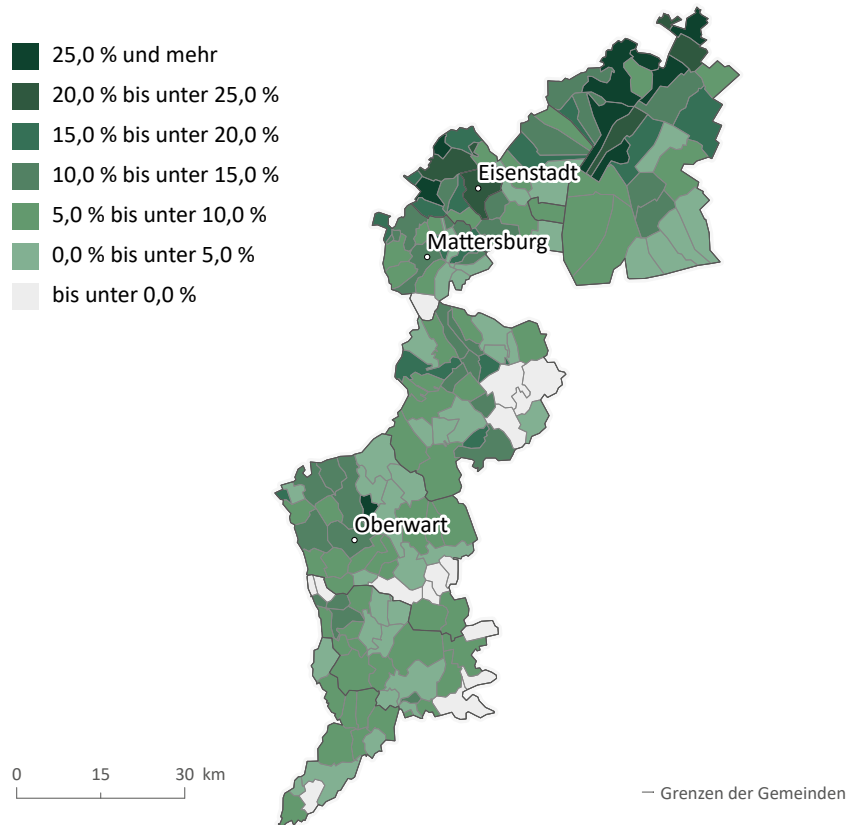 25,0 % und mehr
20,0 % bis unter 25,0 %
15,0 % bis unter 20,0 %
10,0 % bis unter 15,0 %
5,0 % bis unter 10,0 %
0,0 % bis unter 5,0 %
bis unter 0,0 %
Eisenstadt
Mattersburg
Oberwart
0 15 30 km
Grenzen der Gemeinden